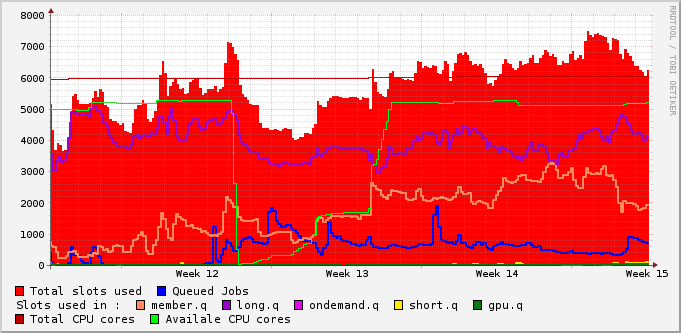 8000
7000
6000
5000
4000
3000
2000
1000
0
Week 12 Week 13 Week 14 Week 15
RRDTOOL / TOBI OETIKER
Total slots used Queued Jobs
Slots used in : member.q long.q ondemand.q short.q gpu.q
Total CPU cores Availale CPU cores